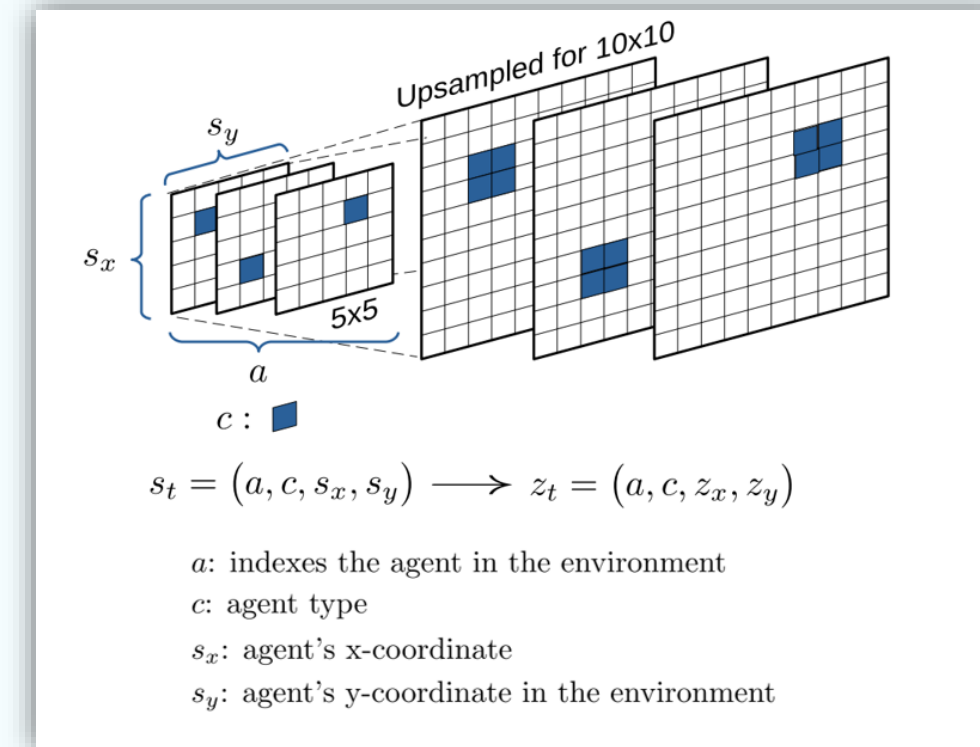 Upsampled for 10x10
s_y
s_x
5x5
a
c :
s_t = (a, c, s_x, s_y) ⟶ z_t = (a, c, z_x, z_y)
a: indexes the agent in the environment
c: agent type
s_x: agent's x-coordinate
s_y: agent's y-coordinate in the environment